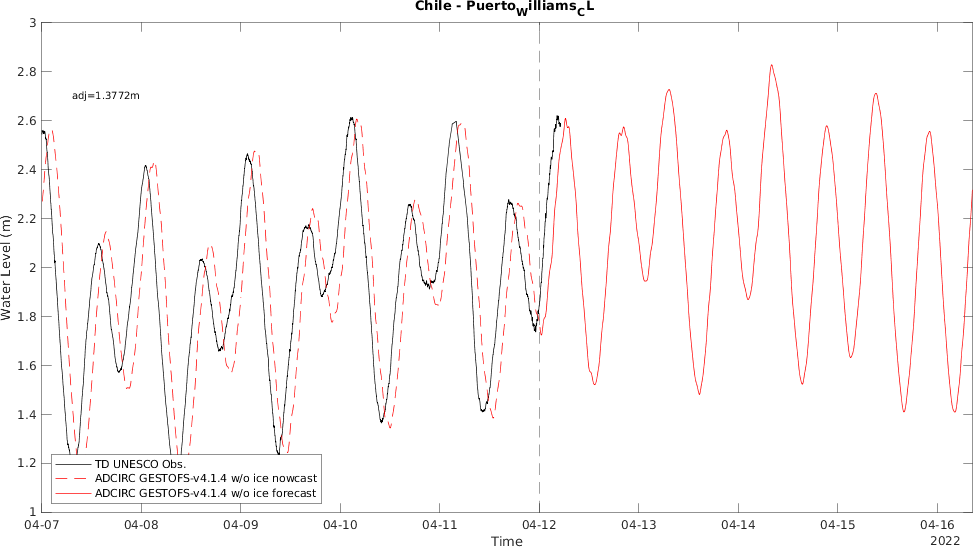 Chile - Puerto_Williams_CL
3
2.8
2.6
2.4
2.2
2
1.8
1.6
1.4
1.2
1
Water Level (m)
adj=1.3772m
TD UNESCO Obs.
ADCIRC GESTOFS-v4.1.4 w/o ice nowcast
ADCIRC GESTOFS-v4.1.4 w/o ice forecast
04-07 04-08 04-09 04-10 04-11 04-12 04-13 04-14 04-15 04-16
Time
2022